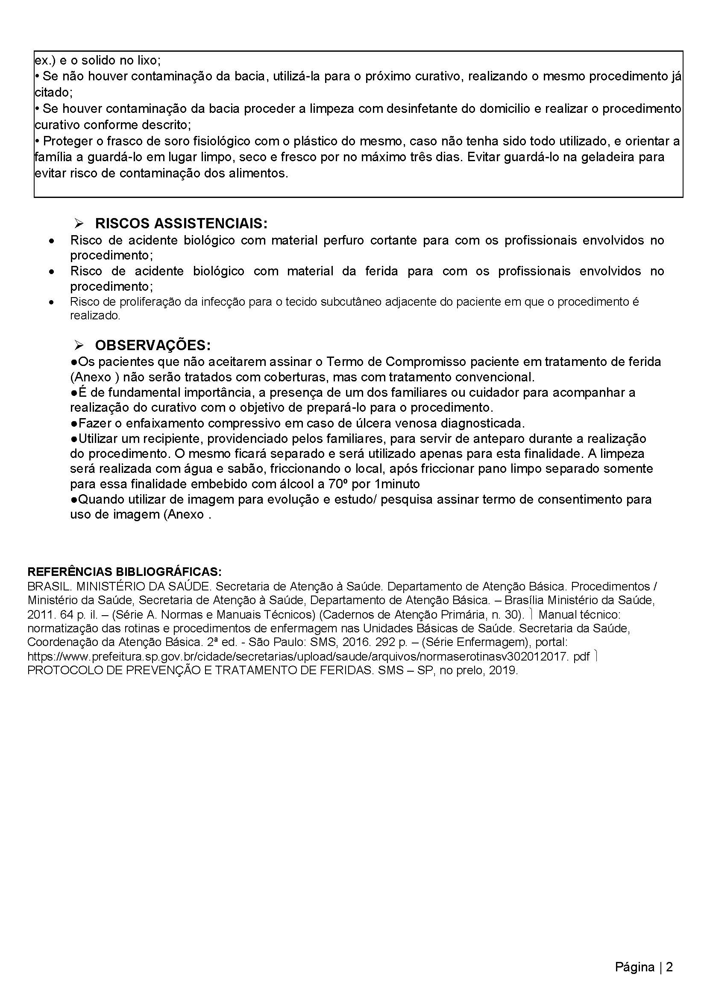 ex.) e o solido no lixo;
• Se não houver contaminação da bacia, utilizá-la para o próximo curativo, realizando o mesmo procedimento já
citado;
• Se houver contaminação da bacia proceder a limpeza com desinfetante do domicilio e realizar o procedimento
curativo conforme descrito;
• Proteger o frasco de soro fisiológico com o plástico do mesmo, caso não tenha sido todo utilizado, e orientar a
família a guardá-lo em lugar limpo, seco e fresco por no máximo três dias. Evitar guardá-lo na geladeira para
evitar risco de contaminação dos alimentos.
➢ RISCOS ASSISTENCIAIS:
● Risco de acidente biológico com material perfuro cortante para com os profissionais envolvidos no
procedimento;
● Risco de acidente biológico com material da ferida para com os profissionais envolvidos no
procedimento;
● Risco de proliferação da infecção para o tecido subcutâneo adjacente do paciente em que o procedimento é
realizado.
➢ OBSERVAÇÕES:
●Os pacientes que não aceitarem assinar o Termo de Compromisso paciente em tratamento de ferida
(Anexo ) não serão tratados com coberturas, mas com tratamento convencional.
●É de fundamental importância, a presença de um dos familiares ou cuidador para acompanhar a
realização do curativo com o objetivo de prepará-lo para o procedimento.
●Fazer o enfaixamento compressivo em caso de úlcera venosa diagnosticada.
●Utilizar um recipiente, providenciado pelos familiares, para servir de anteparo durante a realização
do procedimento. O mesmo ficará separado e será utilizado apenas para esta finalidade. A limpeza
será realizada com água e sabão, friccionando o local, após friccionar pano limpo separado somente
para essa finalidade embebido com álcool a 70º por 1minuto
●Quando utilizar de imagem para evolução e estudo/ pesquisa assinar termo de consentimento para
uso de imagem (Anexo .
REFERÊNCIAS BIBLIOGRÁFICAS:
BRASIL. MINISTÉRIO DA SAÚDE. Secretaria de Atenção à Saúde. Departamento de Atenção Básica. Procedimentos /
Ministério da Saúde, Secretaria de Atenção à Saúde, Departamento de Atenção Básica. – Brasília Ministério da Saúde,
2011. 64 p. il. – (Série A. Normas e Manuais Técnicos) (Cadernos de Atenção Primária, n. 30). ⎫ Manual técnico:
normatização das rotinas e procedimentos de enfermagem nas Unidades Básicas de Saúde. Secretaria da Saúde,
Coordenação da Atenção Básica. 2ª ed. - São Paulo: SMS, 2016. 292 p. – (Série Enfermagem), portal:
https://www.prefeitura.sp.gov.br/cidade/secretarias/upload/saude/arquivos/normaserotinasv302012017. pdf ⎫
PROTOCOLO DE PREVENÇÃO E TRATAMENTO DE FERIDAS. SMS – SP, no prelo, 2019.
Página | 2